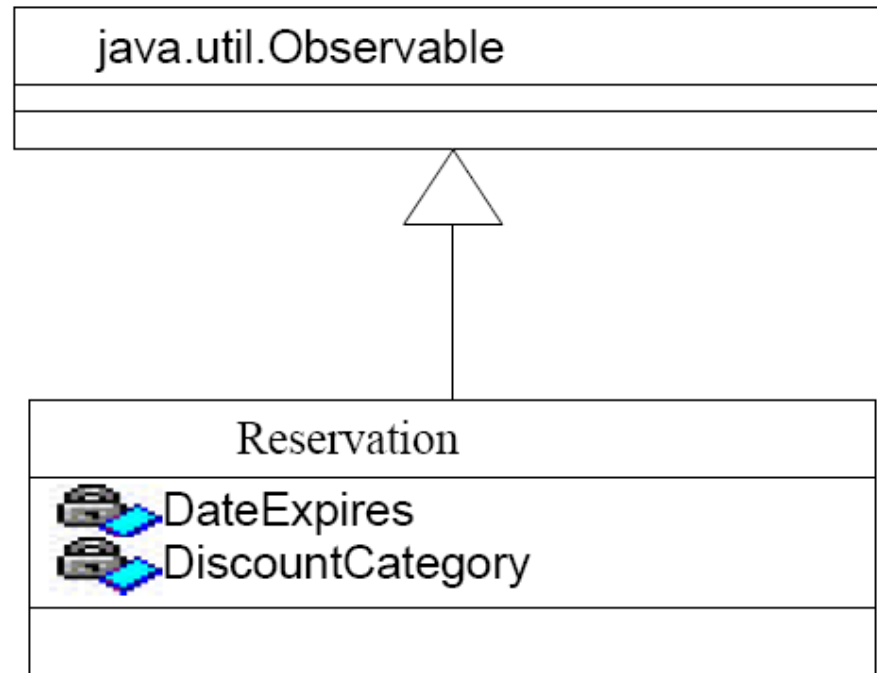 java.util.Observable
Reservation
DateExpires
DiscountCategory